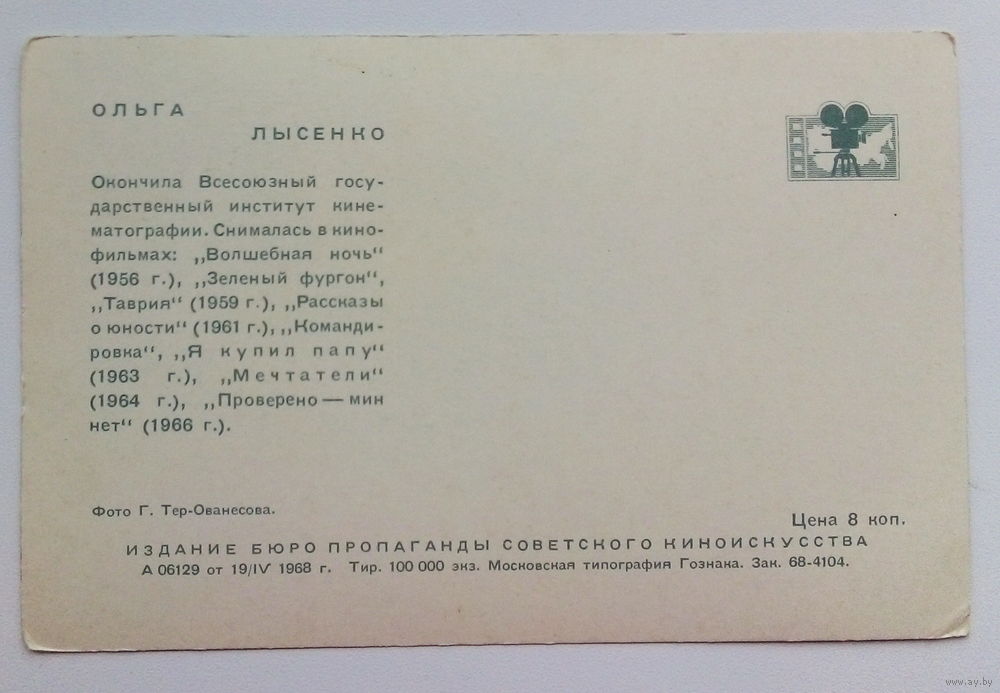 ОЛЬГА
ЛЫСЕНКО
Окончила Всесоюзный госу-
дарственный институт кине-
матографии. Снималась в кино-
фильмах: „Волшебная ночь“
(1956 г.), „Зеленый фургон“,
„Таврия“ (1959 г.), „Рассказы
о юности“ (1961 г.), „Команди-
ровка“, „Я купил папу“
(1963 г.), „Мечтатели“
(1964 г.), „Проверено — мин
нет“ (1966 г.).
Фото Г. Тер-Ованесова.
Цена 8 коп.
ИЗДАНИЕ БЮРО ПРОПАГАНДЫ СОВЕТСКОГО КИНОИСКУССТВА
А 06129 от 19/IV 1968 г. Тир. 100 000 экз. Московская типография Гознака. Зак. 68-4104.
www.ay.by